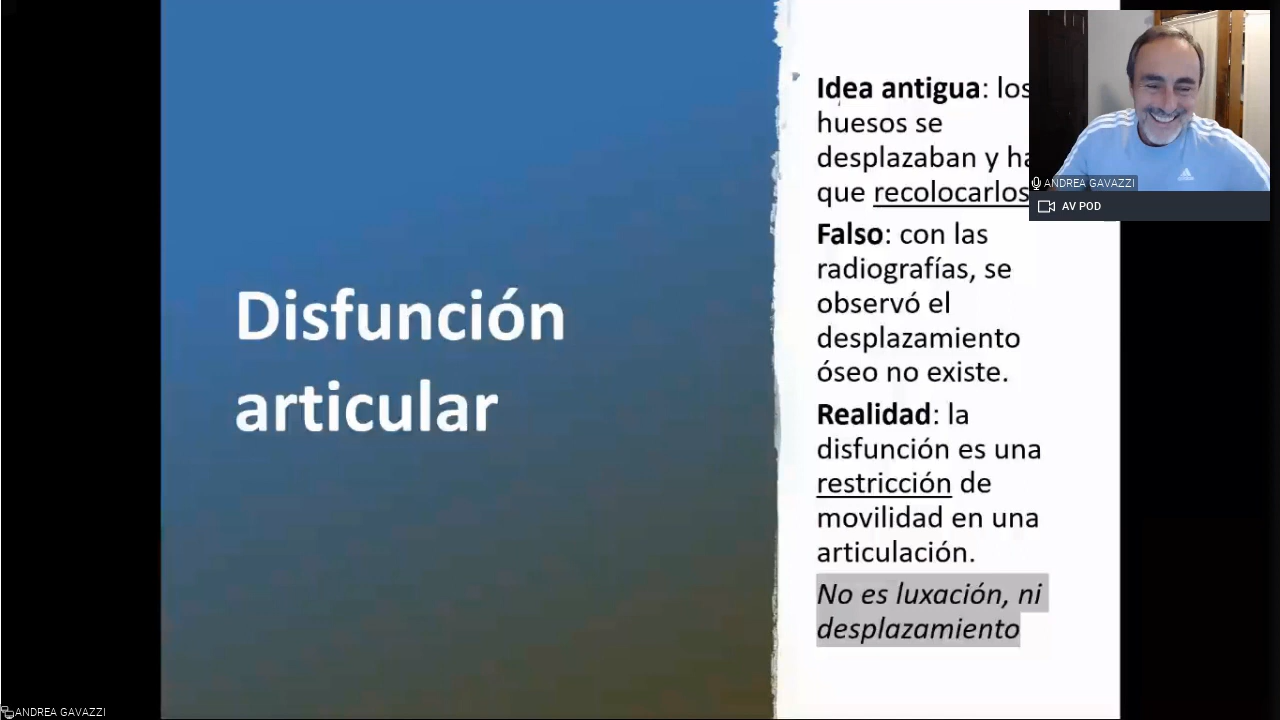 Disfunción
articular
Idea antigua: los
huesos se
desplazaban y ha
que recolocarlos
Falso: con las
radiografías, se
observó el
desplazamiento
óseo no existe.
Realidad: la
disfunción es una
restricción de
movilidad en una
articulación.
No es luxación, ni
desplazamiento
ANDREA GAVAZZI
AV POD
ANDREA GAVAZZI